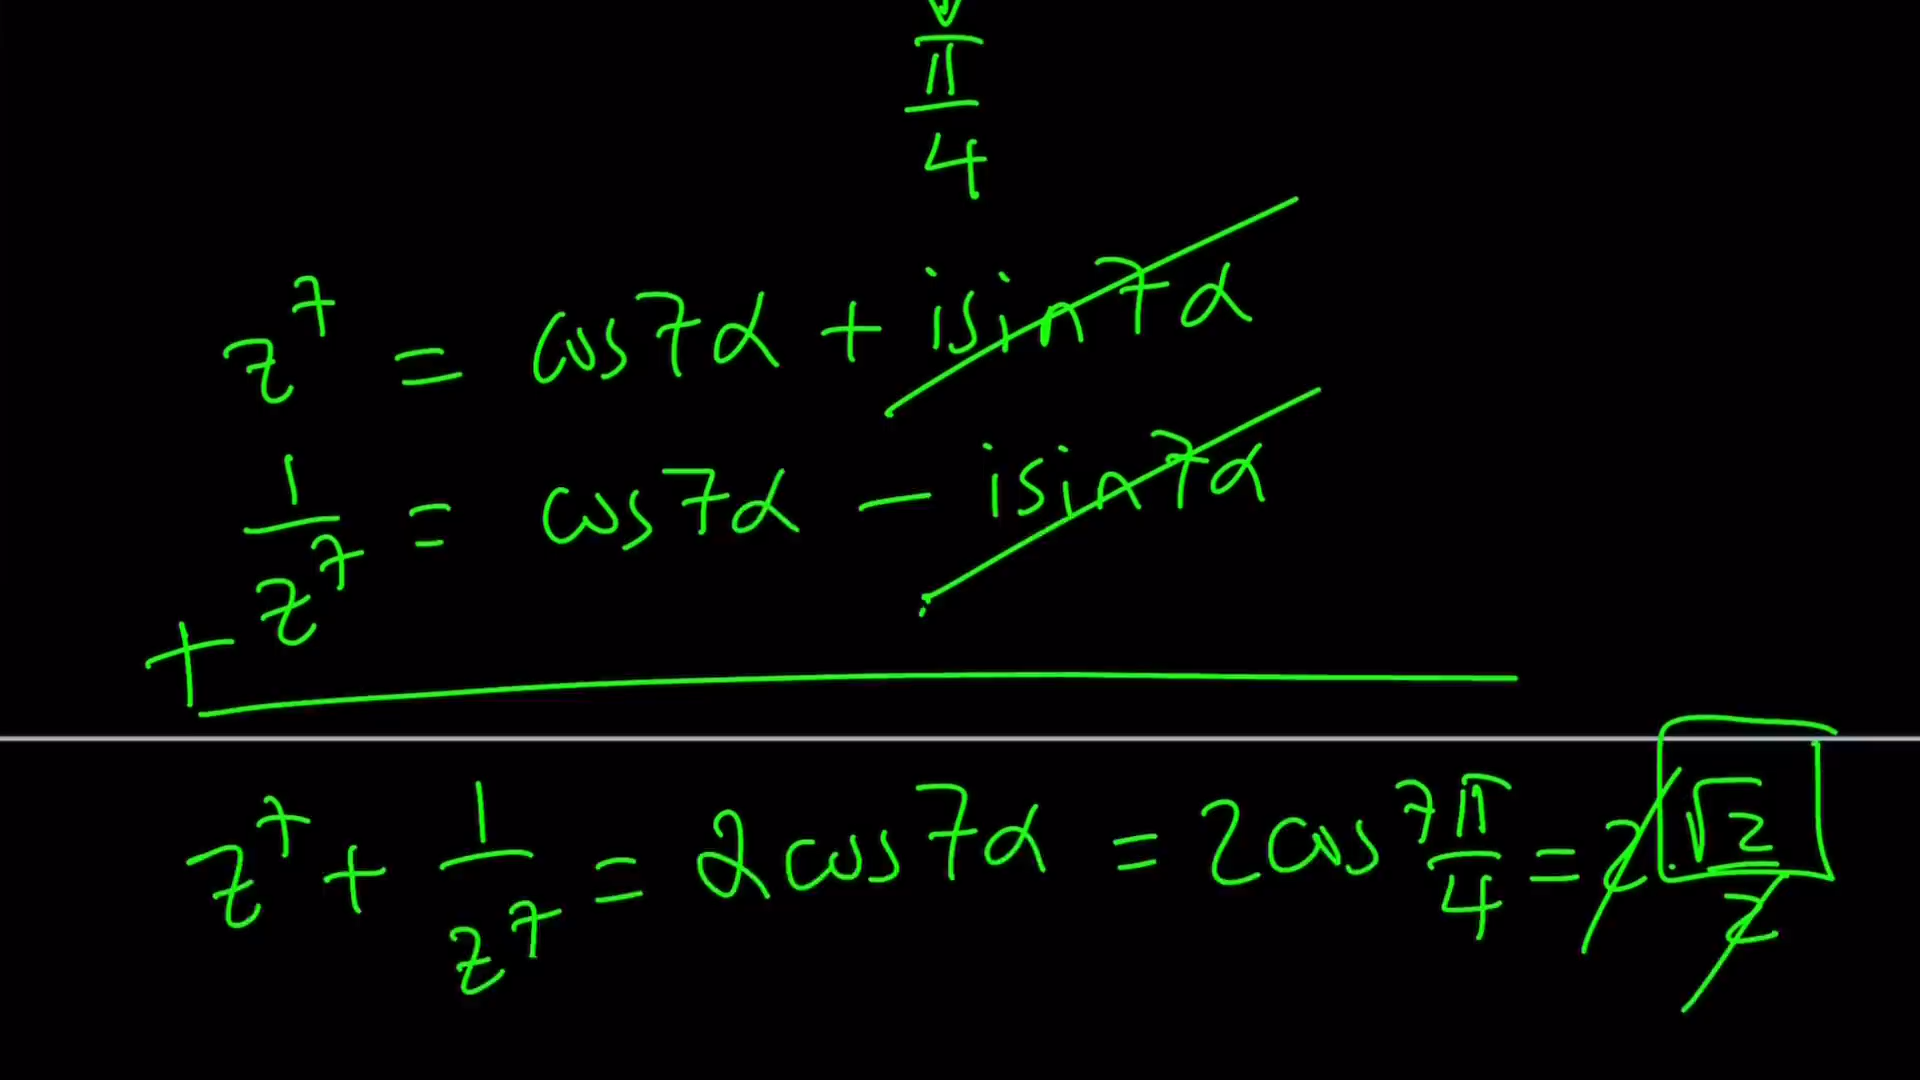 π/4
z⁷ = cos7α + isin7α
1/z⁷ = cos7α − isin7α
+
z⁷ + 1/z⁷ = 2cos7α = 2cos 7π/4 = 2 · √2/2